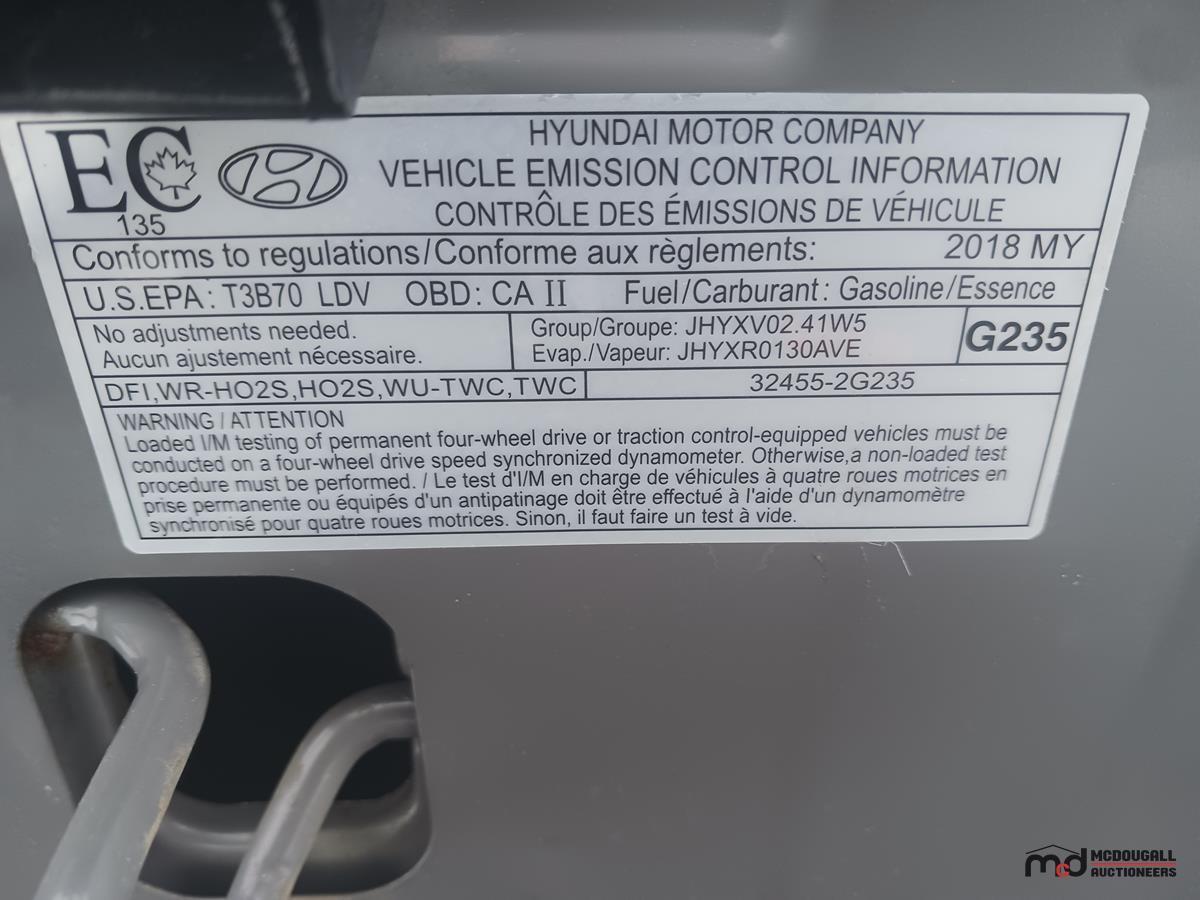 EC
135
HYUNDAI MOTOR COMPANY
VEHICLE EMISSION CONTROL INFORMATION
CONTRÔLE DES ÉMISSIONS DE VÉHICULE
Conforms to regulations/Conforme aux règlements: 2018 MY
U.S.EPA: T3B70 LDV OBD: CA II Fuel/Carburant: Gasoline/Essence
No adjustments needed.
Aucun ajustement nécessaire.
Group/Groupe: JHYXV02.41W5
Evap./Vapeur: JHYXR0130AVE
G235
DFI,WR-HO2S,HO2S,WU-TWC,TWC
32455-2G235
WARNING / ATTENTION
Loaded I/M testing of permanent four-wheel drive or traction control-equipped vehicles must be
conducted on a four-wheel drive speed synchronized dynamometer. Otherwise,a non-loaded test
procedure must be performed. / Le test d'I/M en charge de véhicules à quatre roues motrices en
prise permanente ou équipés d'un antipatinage doit être effectué à l'aide d'un dynamomètre
synchronisé pour quatre roues motrices. Sinon, il faut faire un test à vide.
mcd MCDOUGALL
AUCTIONEERS